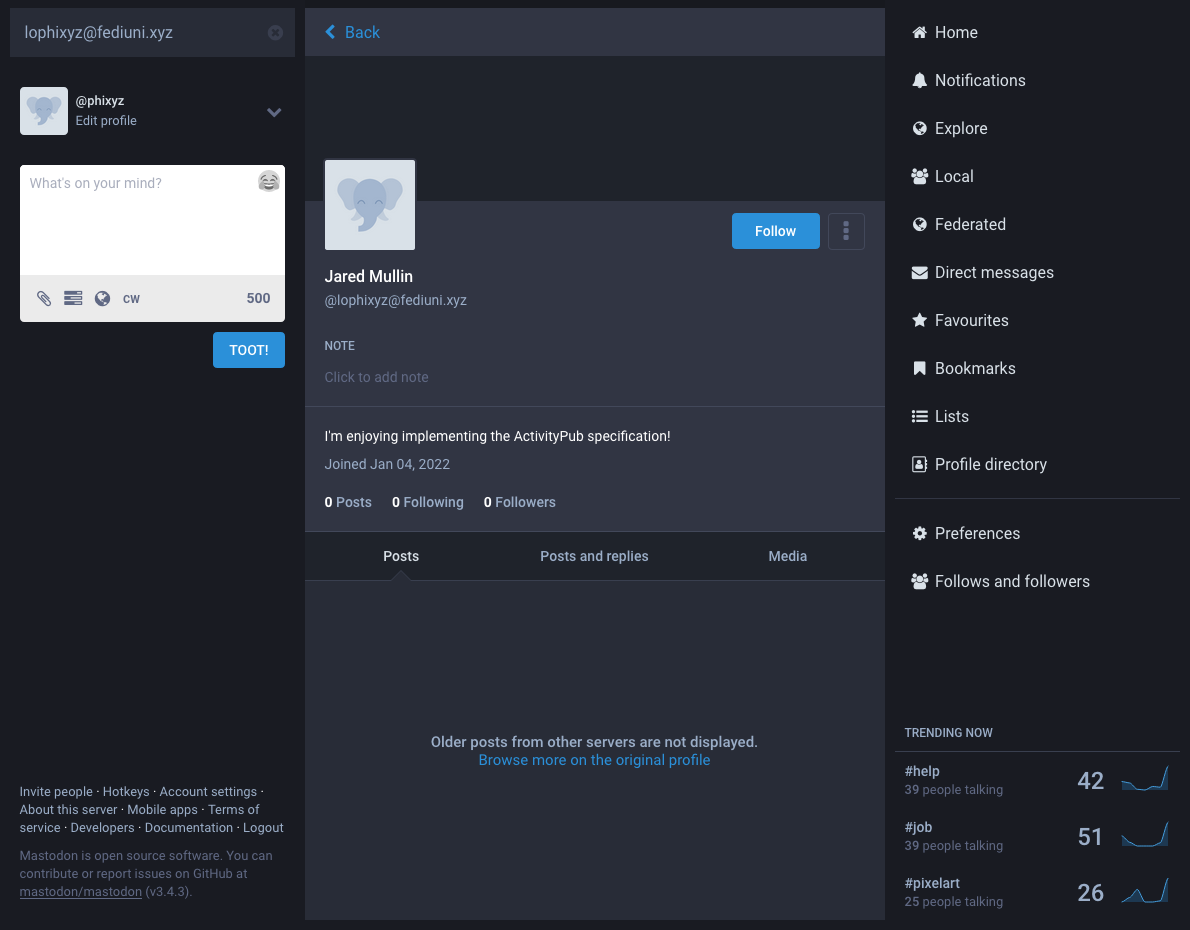 lophixyz@fediuni.xyz
@phixyz
Edit profile
What's on your mind?
CW
500
TOOT!
Invite people · Hotkeys · Account settings ·
About this server · Mobile apps · Terms of
service · Developers · Documentation · Logout
Mastodon is open source software. You can
contribute or report issues on GitHub at
mastodon/mastodon (v3.4.3).
Back
Follow
Jared Mullin
@lophixyz@fediuni.xyz
NOTE
Click to add note
I'm enjoying implementing the ActivityPub specification!
Joined Jan 04, 2022
0 Posts 0 Following 0 Followers
Posts Posts and replies Media
Older posts from other servers are not displayed.
Browse more on the original profile
Home
Notifications
Explore
Local
Federated
Direct messages
Favourites
Bookmarks
Lists
Profile directory
Preferences
Follows and followers
TRENDING NOW
#help
39 people talking
42
#job
39 people talking
51
#pixelart
25 people talking
26